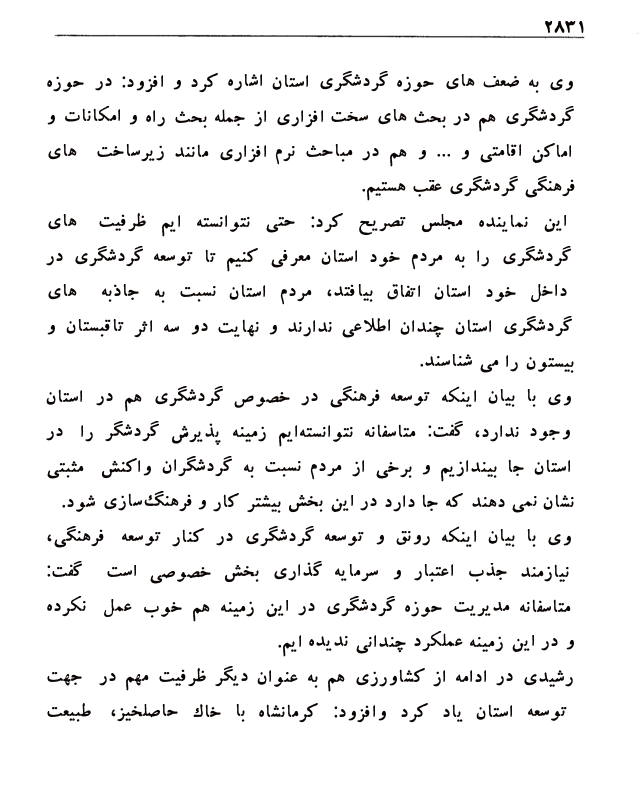 ۲۸۳۱
وی به ضعف های حوزه گردشگری استان اشاره کرد و افزود: در حوزه
گردشگری هم در بحث های سخت افزاری از جمله بحث راه و امکانات و
اماکن اقامتی و ... و هم در مباحث نرم افزاری مانند زیرساخت های
فرهنگی گردشگری عقب هستیم.
این نماینده مجلس تصریح کرد: حتی نتوانسته ایم ظرفیت های
گردشگری را به مردم خود استان معرفی کنیم تا توسعه گردشگری در
داخل خود استان اتفاق بیافتد، مردم استان نسبت به جاذبه های
گردشگری استان چندان اطلاعی ندارند و نهایت دو سه اثر تاقبستان و
بیستون را می شناسند.
وی با بیان اینکه توسعه فرهنگی در خصوص گردشگری هم در استان
وجود ندارد، گفت: متاسفانه نتوانسته‌ایم زمینه پذیرش گردشگر را در
استان جا بیندازیم و برخی از مردم نسبت به گردشگران واکنش مثبتی
نشان نمی دهند که جا دارد در این بخش بیشتر کار و فرهنگ‌سازی شود.
وی با بیان اینکه رونق و توسعه گردشگری در کنار توسعه فرهنگی،
نیازمند جذب اعتبار و سرمایه گذاری بخش خصوصی است گفت:
متاسفانه مدیریت حوزه گردشگری در این زمینه هم خوب عمل نکرده
و در این زمینه عملکرد چندانی ندیده ایم.
رشیدی در ادامه از کشاورزی هم به عنوان دیگر ظرفیت مهم در جهت
توسعه استان یاد کرد وافزود: کرمانشاه با خاك حاصلخیز، طبیعت